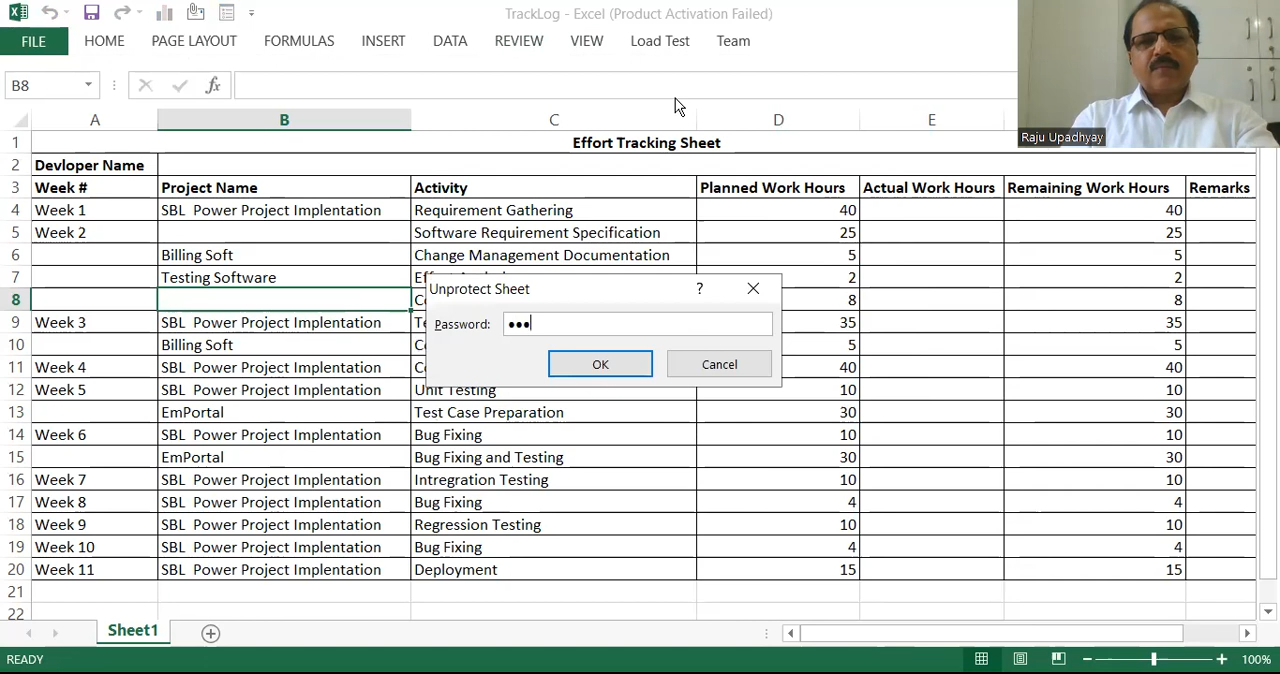 TrackLog - Excel (Product Activation Failed)
FILE HOME PAGE LAYOUT FORMULAS INSERT DATA REVIEW VIEW Load Test Team
B8 fx
Raju Upadhyay
A B C D E
1 Effort Tracking Sheet
2 Devloper Name
3 Week # Project Name Activity Planned Work Hours Actual Work Hours Remaining Work Hours Remarks
4 Week 1 SBL Power Project Implentation Requirement Gathering 40 40
5 Week 2 Software Requirement Specification 25 25
6 Billing Soft Change Management Documentation 5 5
7 Testing Software 2 2
Unprotect Sheet ?
8 8 8
Password: •••
9 Week 3 SBL Power Project Implentation 35 35
10 Billing Soft 5 5
OK Cancel
11 Week 4 SBL Power Project Implentation 40 40
12 Week 5 SBL Power Project Implentation Unit Testing 10 10
13 EmPortal Test Case Preparation 30 30
14 Week 6 SBL Power Project Implentation Bug Fixing 10 10
15 EmPortal Bug Fixing and Testing 30 30
16 Week 7 SBL Power Project Implentation Intregration Testing 10 10
17 Week 8 SBL Power Project Implentation Bug Fixing 4 4
18 Week 9 SBL Power Project Implentation Regression Testing 10 10
19 Week 10 SBL Power Project Implentation Bug Fixing 4 4
20 Week 11 SBL Power Project Implentation Deployment 15 15
21
22
Sheet1
READY 100%